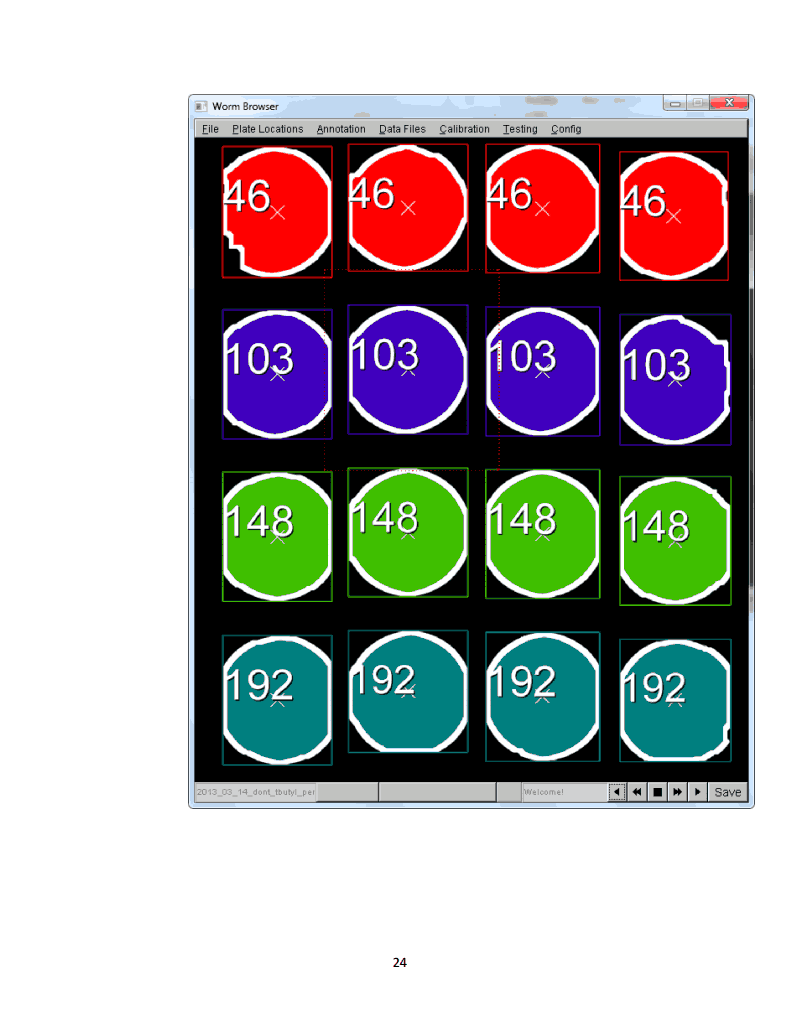 Worm Browser
File Plate Locations Annotation Data Files Calibration Testing Config
46 46 46 46
103 103 103 103
148 148 148 148
192 192 192 192
2013_03_14_dont_tbutyl_per Welcome! Save
24